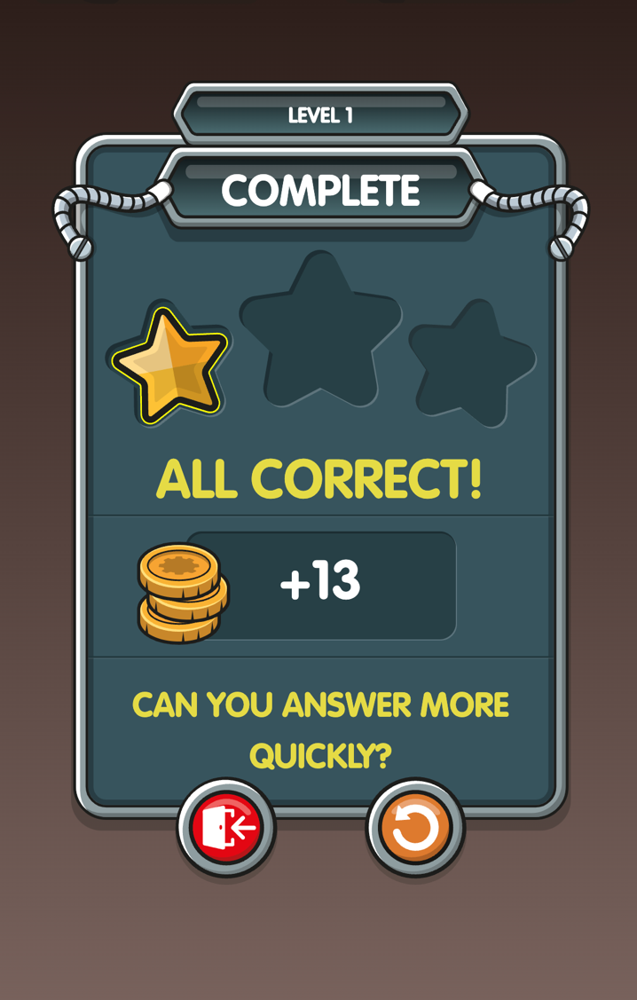 LEVEL 1
COMPLETE
ALL CORRECT!
+13
CAN YOU ANSWER MORE
QUICKLY?